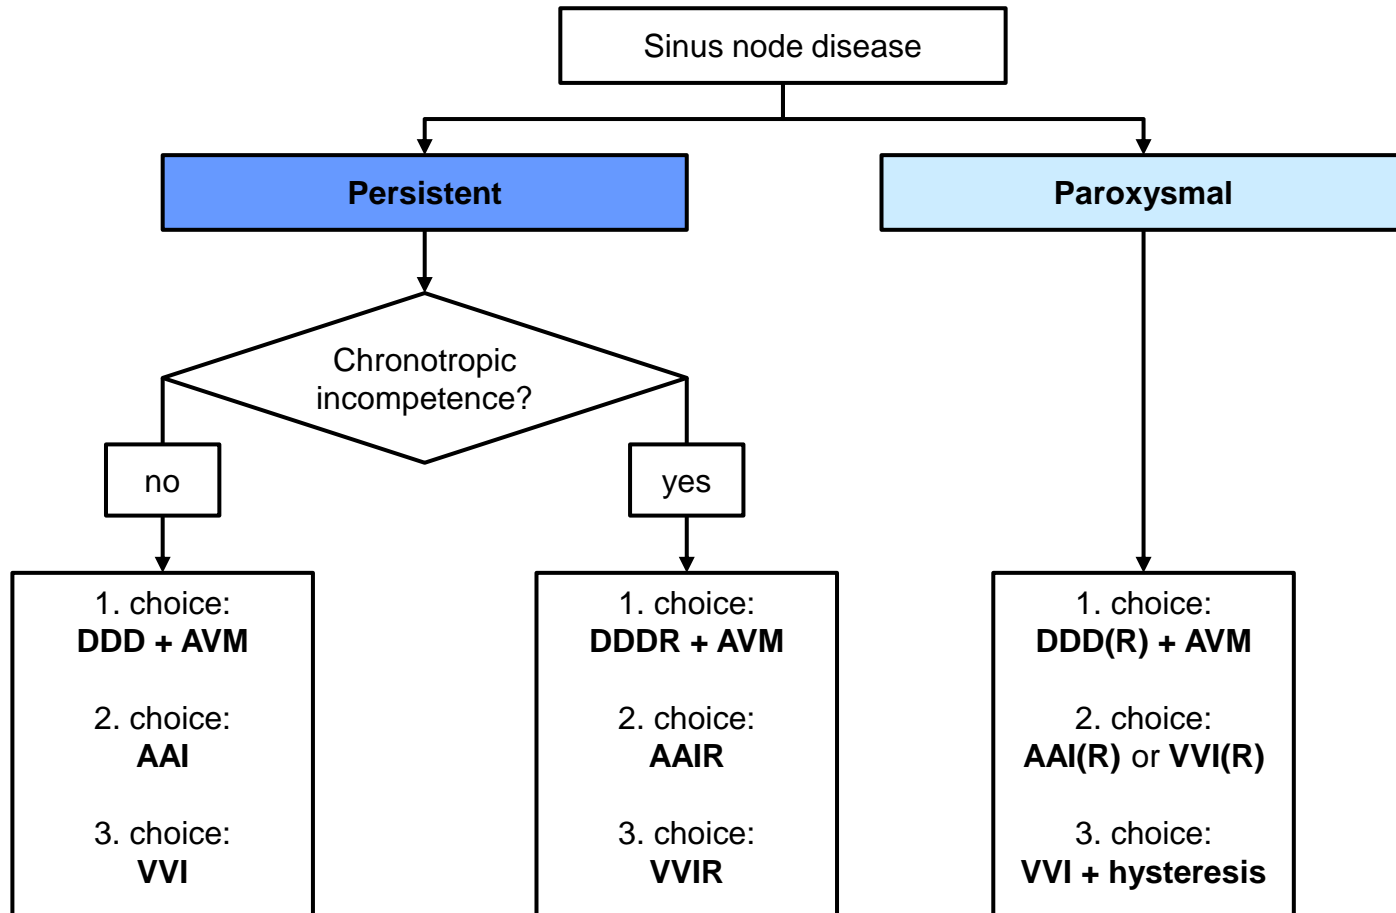 Sinus node disease
Persistent
Paroxysmal
Chronotropic
incompetence?
no
yes
1. choice:
DDD + AVM
2. choice:
AAI
3. choice:
VVI
1. choice:
DDDR + AVM
2. choice:
AAIR
3. choice:
VVIR
1. choice:
DDD(R) + AVM
2. choice:
AAI(R) or VVI(R)
3. choice:
VVI + hysteresis